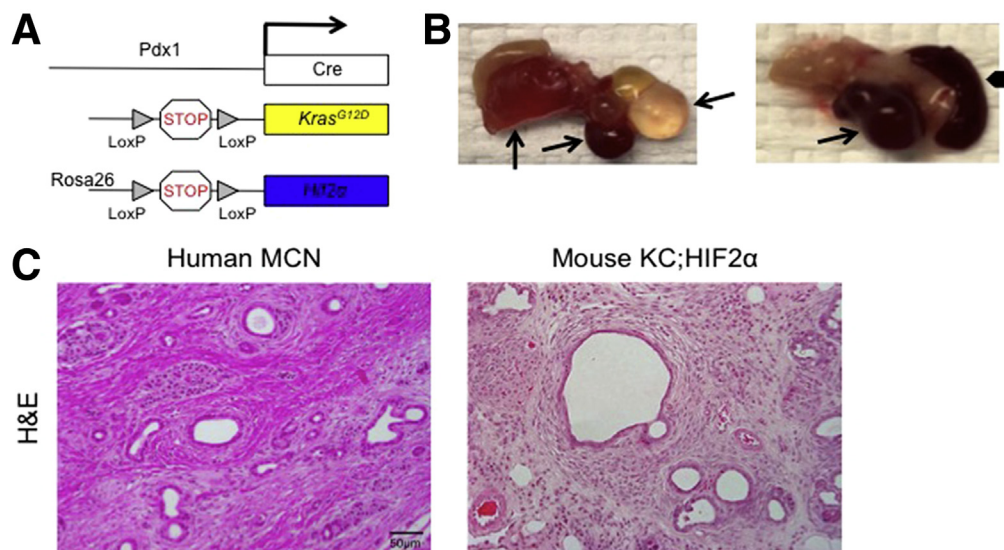 A
Pdx1
Cre
LoxP
STOP
LoxP
Kras^G12D
Rosa26
LoxP
STOP
LoxP
Hif2α
B
C
Human MCN
Mouse KC;HIF2α
H&E
50μm